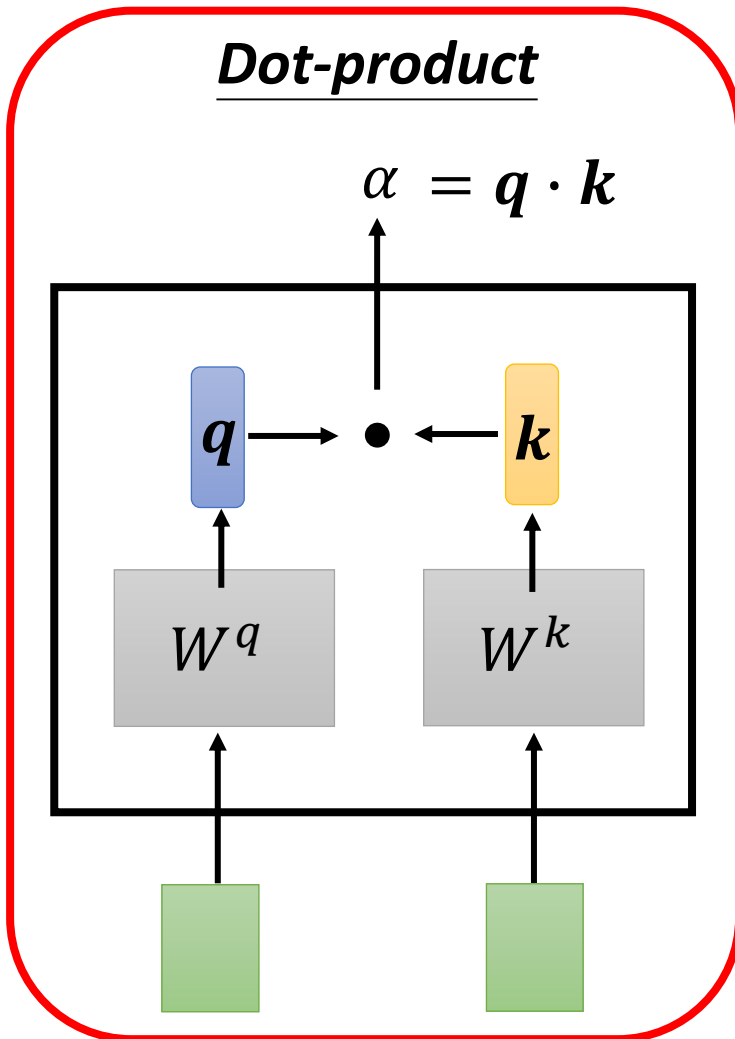 Dot-product
α = q · k
q
k
W^q
W^k